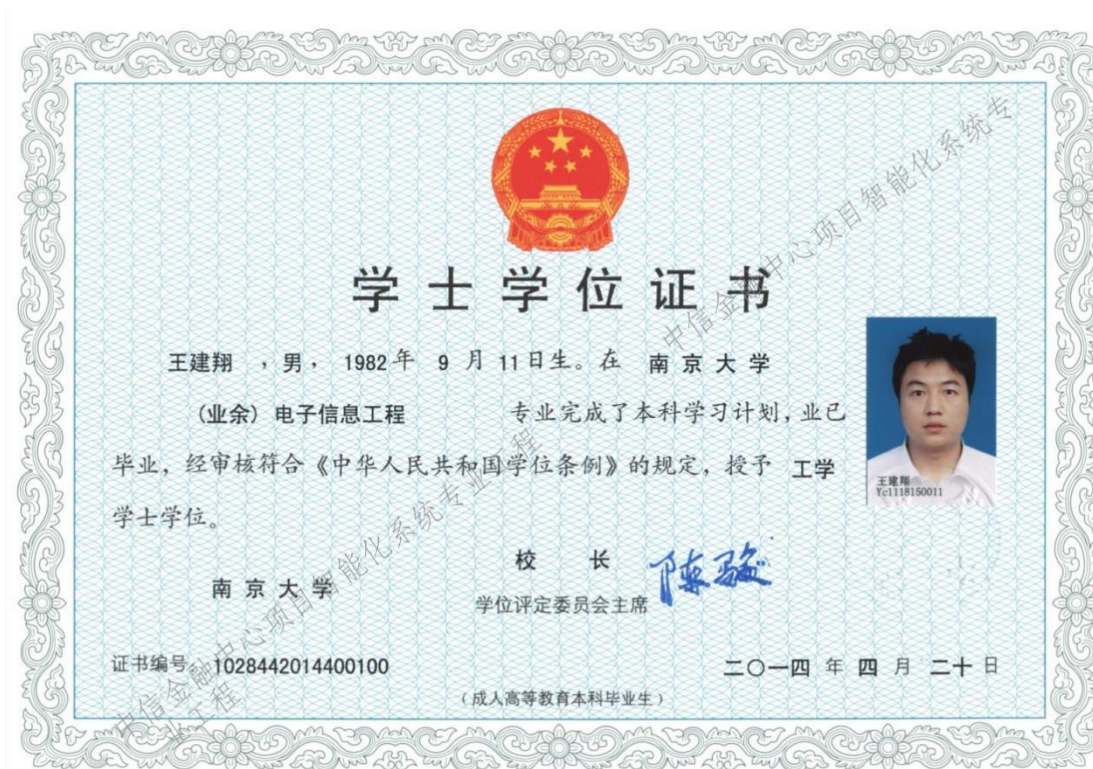 学士学位证书
王建翔 ，男， 1982年 9 月 11日生。在 南京大学
(业余) 电子信息工程 专业完成了本科学习计划，业已
毕业，经审核符合《中华人民共和国学位条例》的规定，授予 工学
学士学位。
王建翔
Yc1118150011
校 长 陈骏
南京大学
学位评定委员会主席
证书编号 1028442014400100
二〇一四 年 四 月 二十 日
(成人高等教育本科毕业生)
中信金融中心项目智能化系统专
业工程
中信金融中心项目智能化系统专业工程